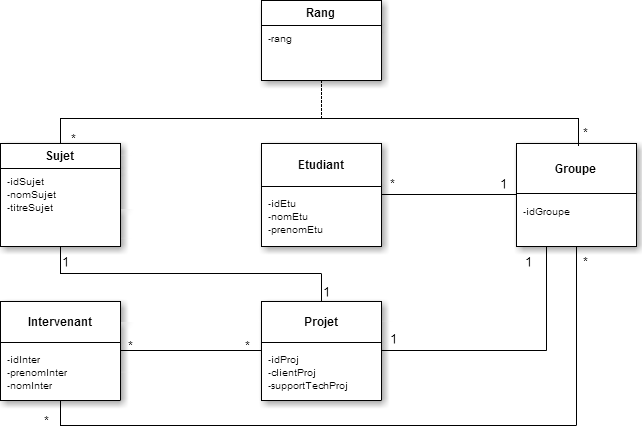 Rang
-rang
*
*
Sujet
-idSujet
-nomSujet
-titreSujet
Etudiant
-idEtu
-nomEtu
-prenomEtu
*
1
Groupe
-idGroupe
1
1
1
*
Intervenant
-idInter
-prenomInter
-nomInter
*
*
Projet
-idProj
-clientProj
-supportTechProj
1
*